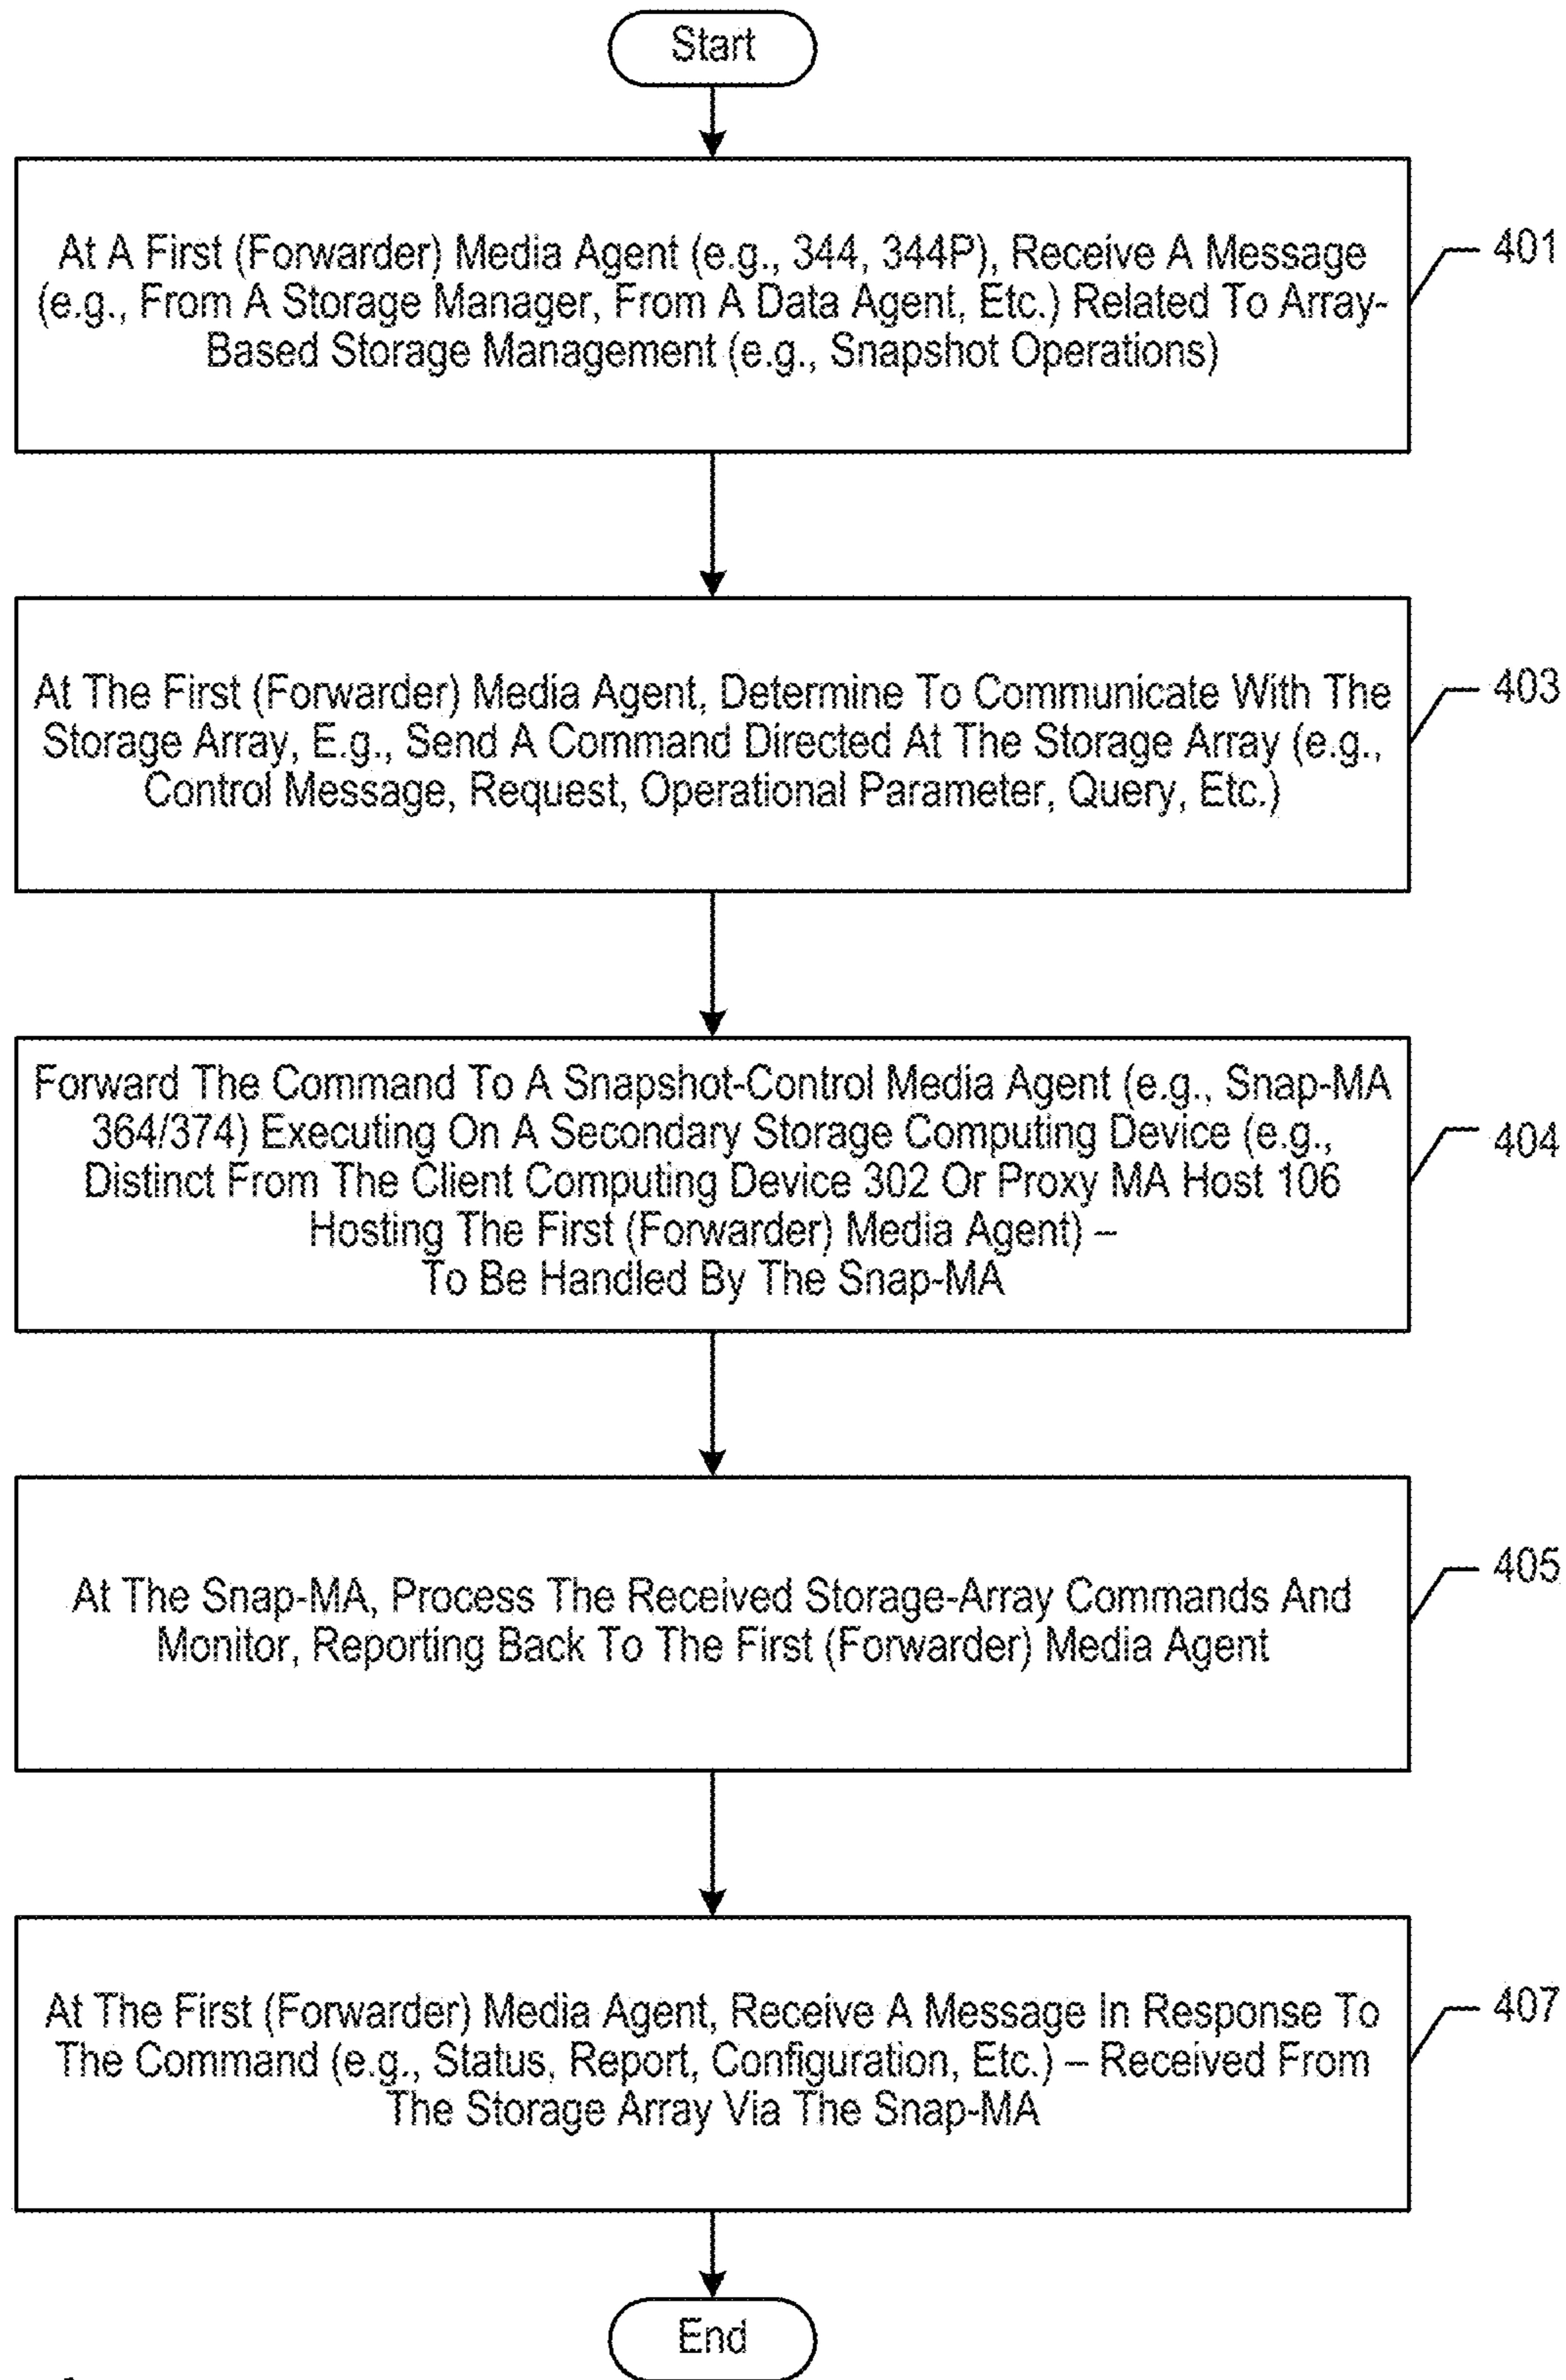 Start
At A First (Forwarder) Media Agent (e.g., 344, 344P), Receive A Message
(e.g., From A Storage Manager, From A Data Agent, Etc.) Related To Array-
Based Storage Management (e.g., Snapshot Operations)
401
At The First (Forwarder) Media Agent, Determine To Communicate With The
Storage Array, E.g., Send A Command Directed At The Storage Array (e.g.,
Control Message, Request, Operational Parameter, Query, Etc.)
403
Forward The Command To A Snapshot-Control Media Agent (e.g., Snap-MA
364/374) Executing On A Secondary Storage Computing Device (e.g.,
Distinct From The Client Computing Device 302 Or Proxy MA Host 106
Hosting The First (Forwarder) Media Agent) –
To Be Handled By The Snap-MA
404
At The Snap-MA, Process The Received Storage-Array Commands And
Monitor, Reporting Back To The First (Forwarder) Media Agent
405
At The First (Forwarder) Media Agent, Receive A Message In Response To
The Command (e.g., Status, Report, Configuration, Etc.) – Received From
The Storage Array Via The Snap-MA
407
End